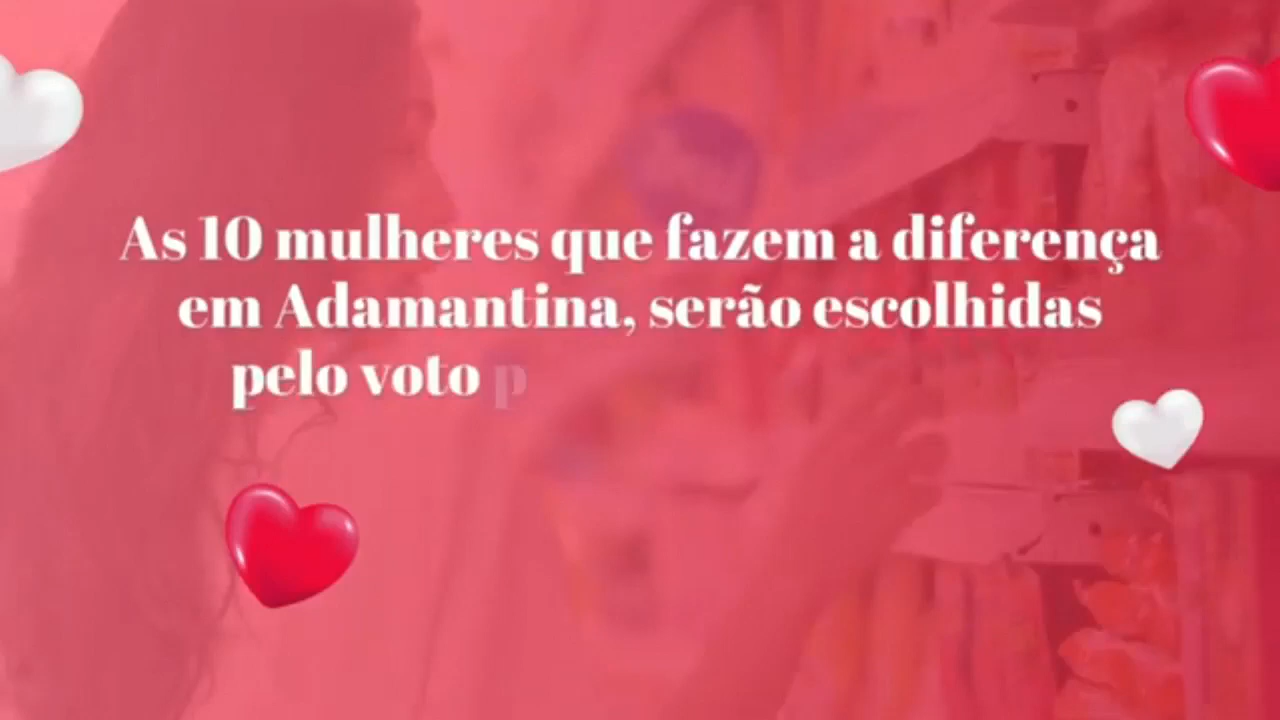 As 10 mulheres que fazem a diferença
em Adamantina, serão escolhidas
pelo voto p